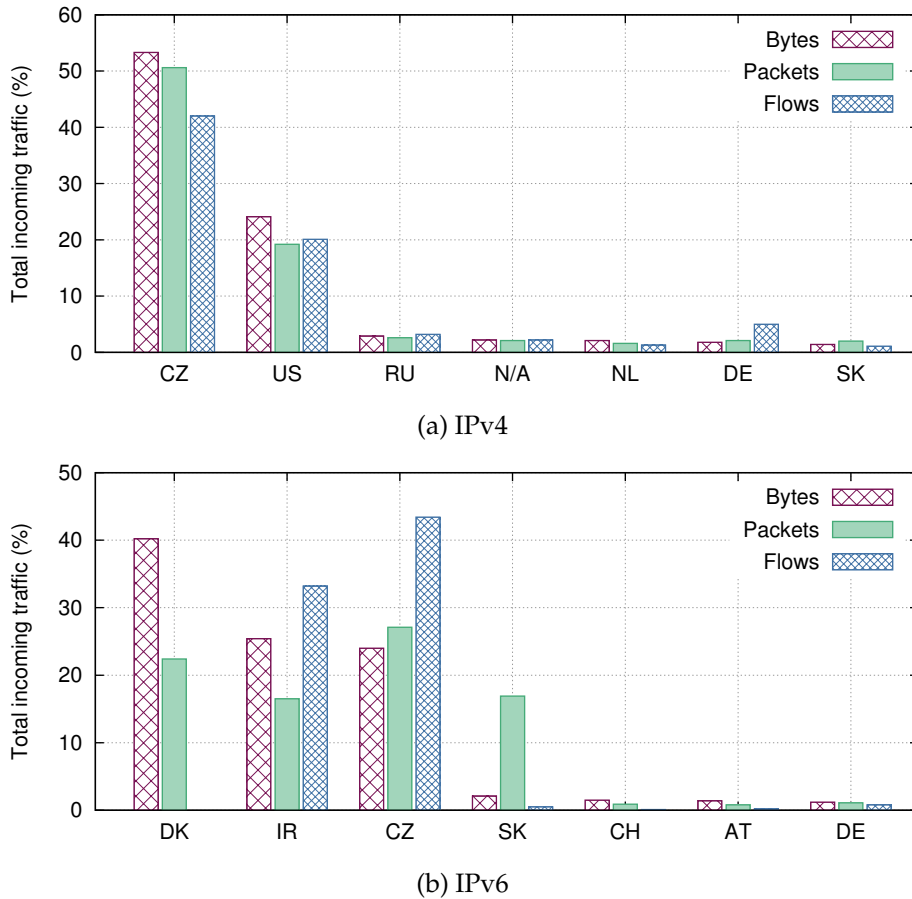 Total incoming traffic (%)
60
50
40
30
20
10
0
Bytes
Packets
Flows
CZ US RU N/A NL DE SK
(a) IPv4
Total incoming traffic (%)
50
40
30
20
10
0
Bytes
Packets
Flows
DK IR CZ SK CH AT DE
(b) IPv6